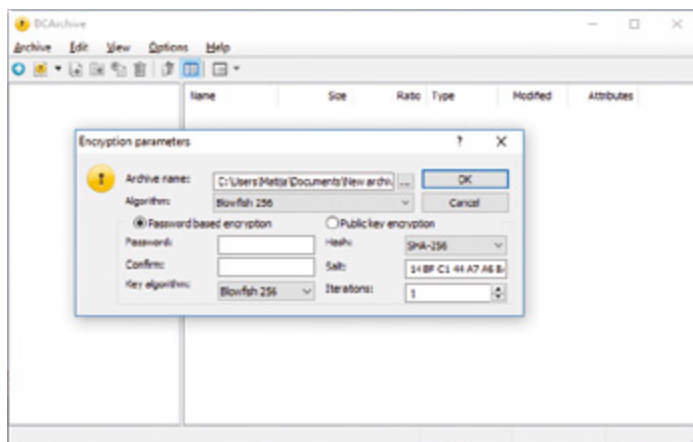 BCArchive
Archive Edit View Options Help
Name Size Ratio Type Modified Attributes
Encryption parameters ?
Archive name: C:\Users\Matija\Documents\New archi ...
OK
Algorithm: Blowfish 256
Cancel
Password based encryption
Public key encryption
Password:
Hash: SHA-256
Confirm:
Salt: 14 BF C1 44 A7 A6
Key algorithm: Blowfish 256
Iterations: 1